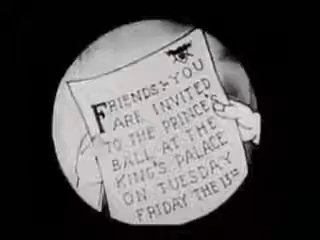 FRIENDS:- YOU
ARE INVITED
TO THE PRINCE'S
BALL AT THE
KING'S PALACE
ON TUESDAY
FRIDAY THE 13TH